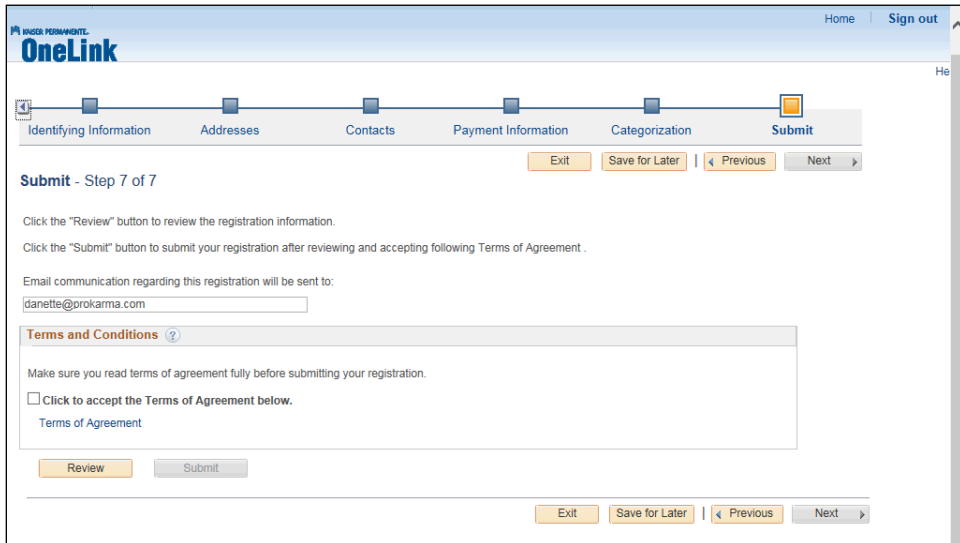 Home Sign out
KAISER PERMANENTE.
OneLink
He
Identifying Information Addresses Contacts Payment Information Categorization Submit
Exit Save for Later | Previous Next
Submit - Step 7 of 7
Click the "Review" button to review the registration information.
Click the "Submit" button to submit your registration after reviewing and accepting following Terms of Agreement .
Email communication regarding this registration will be sent to:
danette@prokarma.com
Terms and Conditions ?
Make sure you read terms of agreement fully before submitting your registration.
Click to accept the Terms of Agreement below.
Terms of Agreement
Review Submit
Exit Save for Later | Previous Next